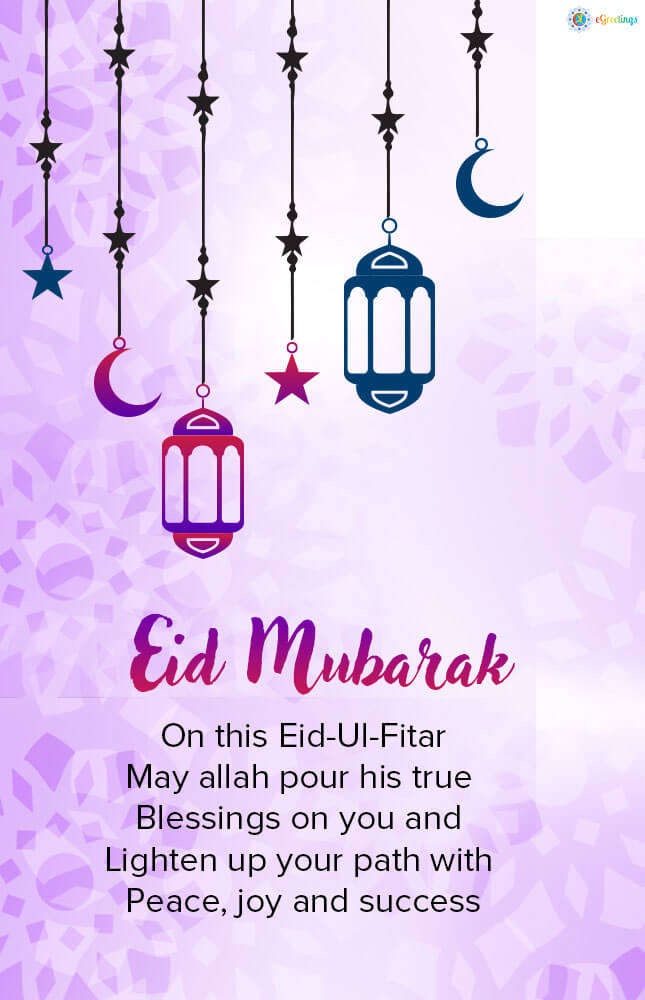 eGreetings
Eid Mubarak
On this Eid-Ul-Fitar
May allah pour his true
Blessings on you and
Lighten up your path with
Peace, joy and success